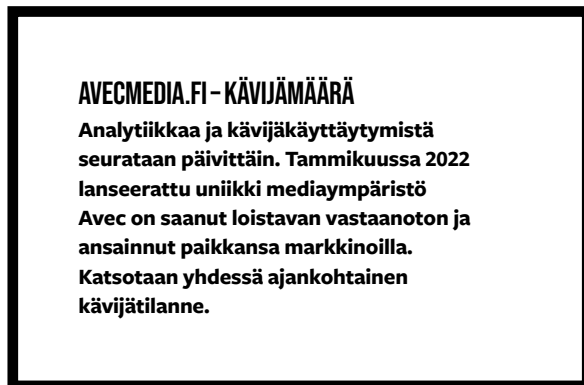 AVECMEDIA.FI – KÄVIJÄMÄÄRÄ
Analytiikkaa ja kävijäkäyttäytymistä
seurataan päivittäin. Tammikuussa 2022
lanseerattu uniikki mediaympäristö
Avec on saanut loistavan vastaanoton ja
ansainnut paikkansa markkinoilla.
Katsotaan yhdessä ajankohtainen
kävijätilanne.